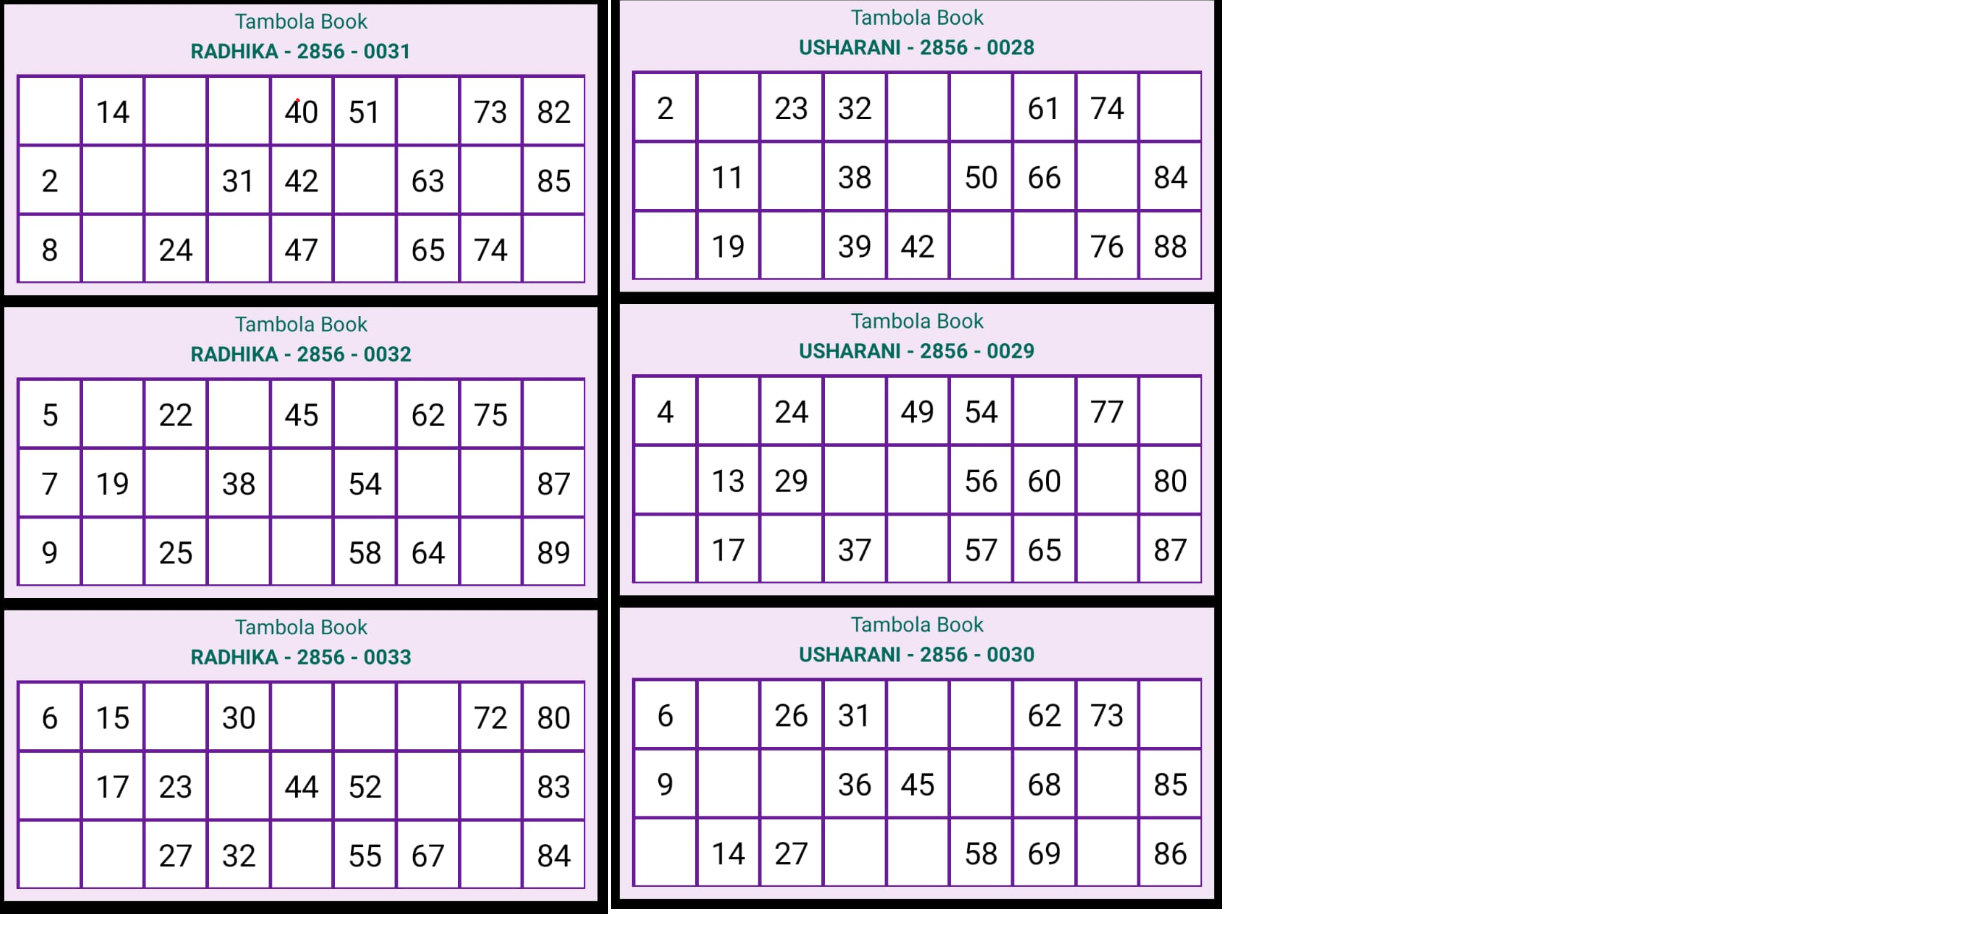 Tambola Book
RADHIKA - 2856 - 0031
14 40 51 73 82
2 31 42 63 85
8 24 47 65 74
Tambola Book
RADHIKA - 2856 - 0032
5 22 45 62 75
7 19 38 54 87
9 25 58 64 89
Tambola Book
RADHIKA - 2856 - 0033
6 15 30 72 80
17 23 44 52 83
27 32 55 67 84
Tambola Book
USHARANI - 2856 - 0028
2 23 32 61 74
11 38 50 66 84
19 39 42 76 88
Tambola Book
USHARANI - 2856 - 0029
4 24 49 54 77
13 29 56 60 80
17 37 57 65 87
Tambola Book
USHARANI - 2856 - 0030
6 26 31 62 73
9 36 45 68 85
14 27 58 69 86